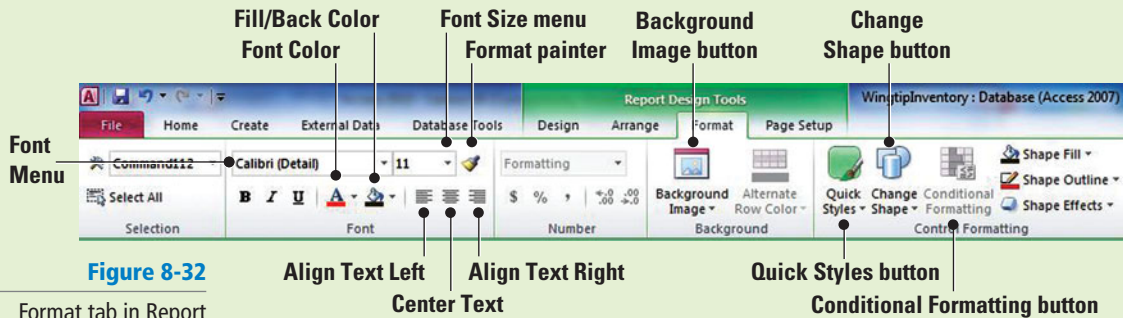 Fill/Back Color
Font Size menu
Background
Image button
Change
Shape button
Font Color
Format painter
Report Design Tools
WingtipInventory : Database (Access 2007)
File Home Create External Data Database Tools Design Arrange Format Page Setup
Font
Menu
Command112
Calibri (Detail)
11
Formatting
Select All
B I U A
$ % ,
Background
Image
Alternate
Row Color
Quick
Styles
Change
Shape
Conditional
Formatting
Shape Fill
Shape Outline
Shape Effects
Selection
Font
Number
Background
Control Formatting
Figure 8-32
Align Text Left
Align Text Right
Quick Styles button
Format tab in Report
Center Text
Conditional Formatting button